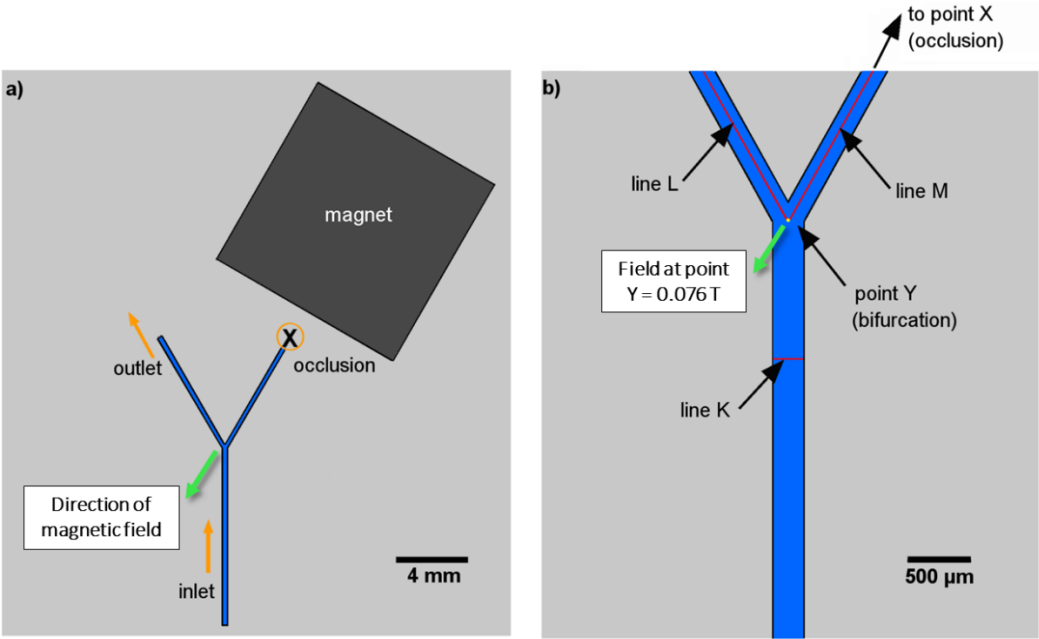 a)
magnet
X
outlet
occlusion
Direction of
magnetic field
inlet
4 mm
b)
to point X
(occlusion)
line L
line M
Field at point
Y = 0.076 T
point Y
(bifurcation)
line K
500 µm